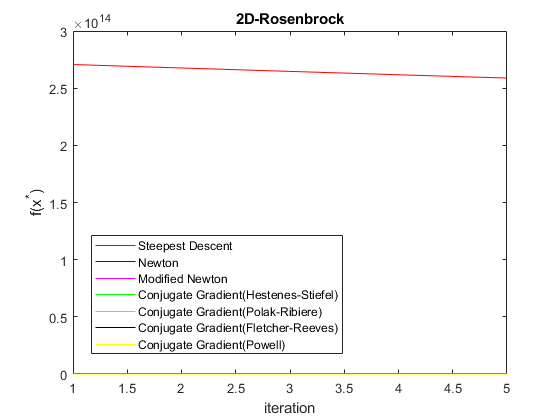 2D-Rosenbrock
×10^14
3
2.5
2
1.5
1
0.5
0
f(x*)
Steepest Descent
Newton
Modified Newton
Conjugate Gradient(Hestenes-Stiefel)
Conjugate Gradient(Polak-Ribiere)
Conjugate Gradient(Fletcher-Reeves)
Conjugate Gradient(Powell)
1 1.5 2 2.5 3 3.5 4 4.5 5
iteration